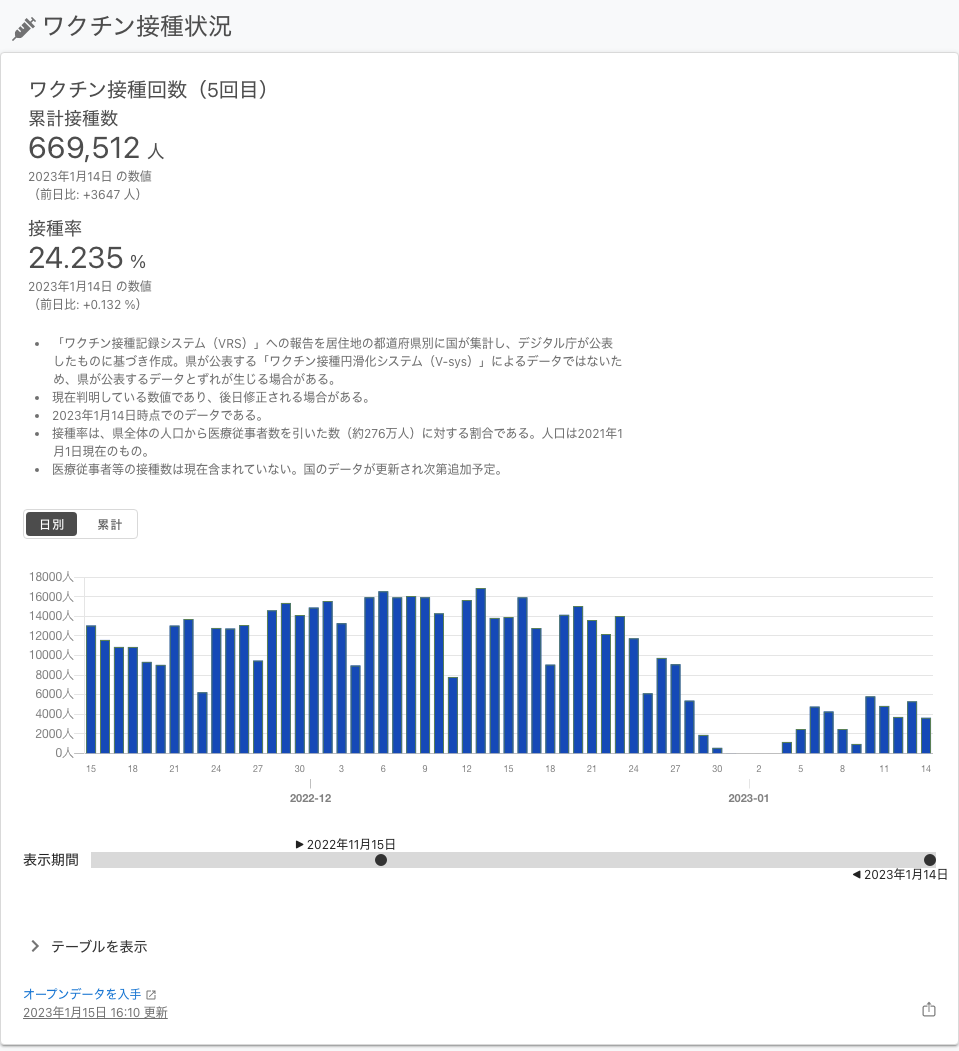 ワクチン接種状況
ワクチン接種回数（5回目）
累計接種数
669,512 人
2023年1月14日 の数値
（前日比: +3647 人）
接種率
24.235 %
2023年1月14日 の数値
（前日比: +0.132 %）
• 「ワクチン接種記録システム（VRS）」への報告を居住地の都道府県別に国が集計し、デジタル庁が公表
したものに基づき作成。県が公表する「ワクチン接種円滑化システム（V-sys）」によるデータではないた
め、県が公表するデータとずれが生じる場合がある。
• 現在判明している数値であり、後日修正される場合がある。
• 2023年1月14日時点でのデータである。
• 接種率は、県全体の人口から医療従事者数を引いた数（約276万人）に対する割合である。人口は2021年1
月1日現在のもの。
• 医療従事者等の接種数は現在含まれていない。国のデータが更新され次第追加予定。
日別 累計
18000人
16000人
14000人
12000人
10000人
8000人
6000人
4000人
2000人
0人
15 18 21 24 27 30 3 6 9 12 15 18 21 24 27 30 2 5 8 11 14
2022-12 2023-01
▶ 2022年11月15日
表示期間
◀ 2023年1月14日
テーブルを表示
オープンデータを入手
2023年1月15日 16:10 更新